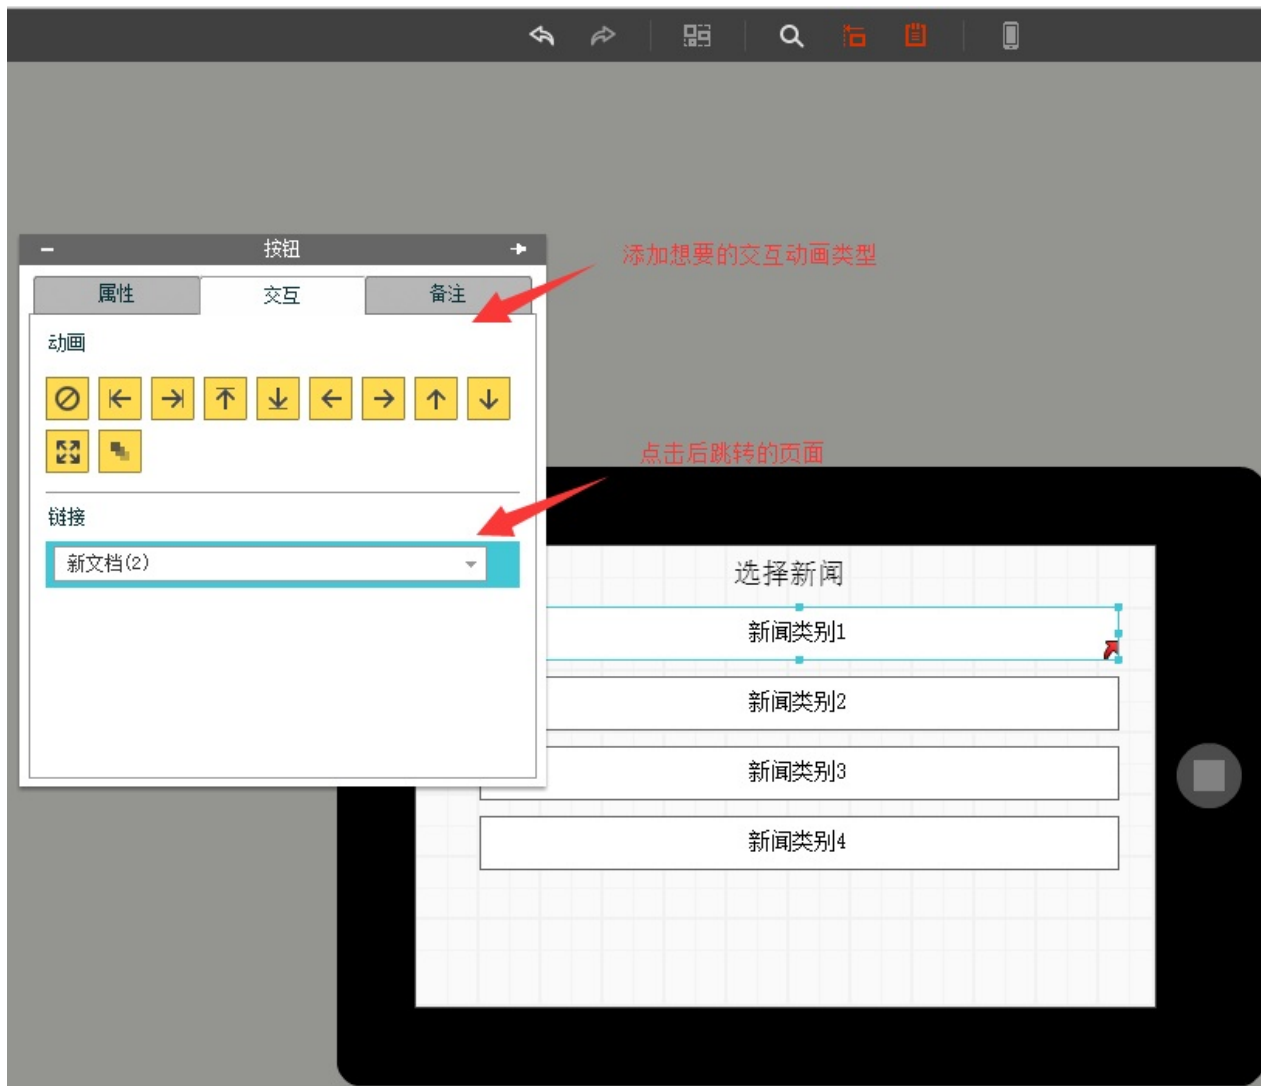 按钮
添加想要的交互动画类型
属性 交互 备注
动画
点击后跳转的页面
链接
新文档(2)
选择新闻
新闻类别1
新闻类别2
新闻类别3
新闻类别4